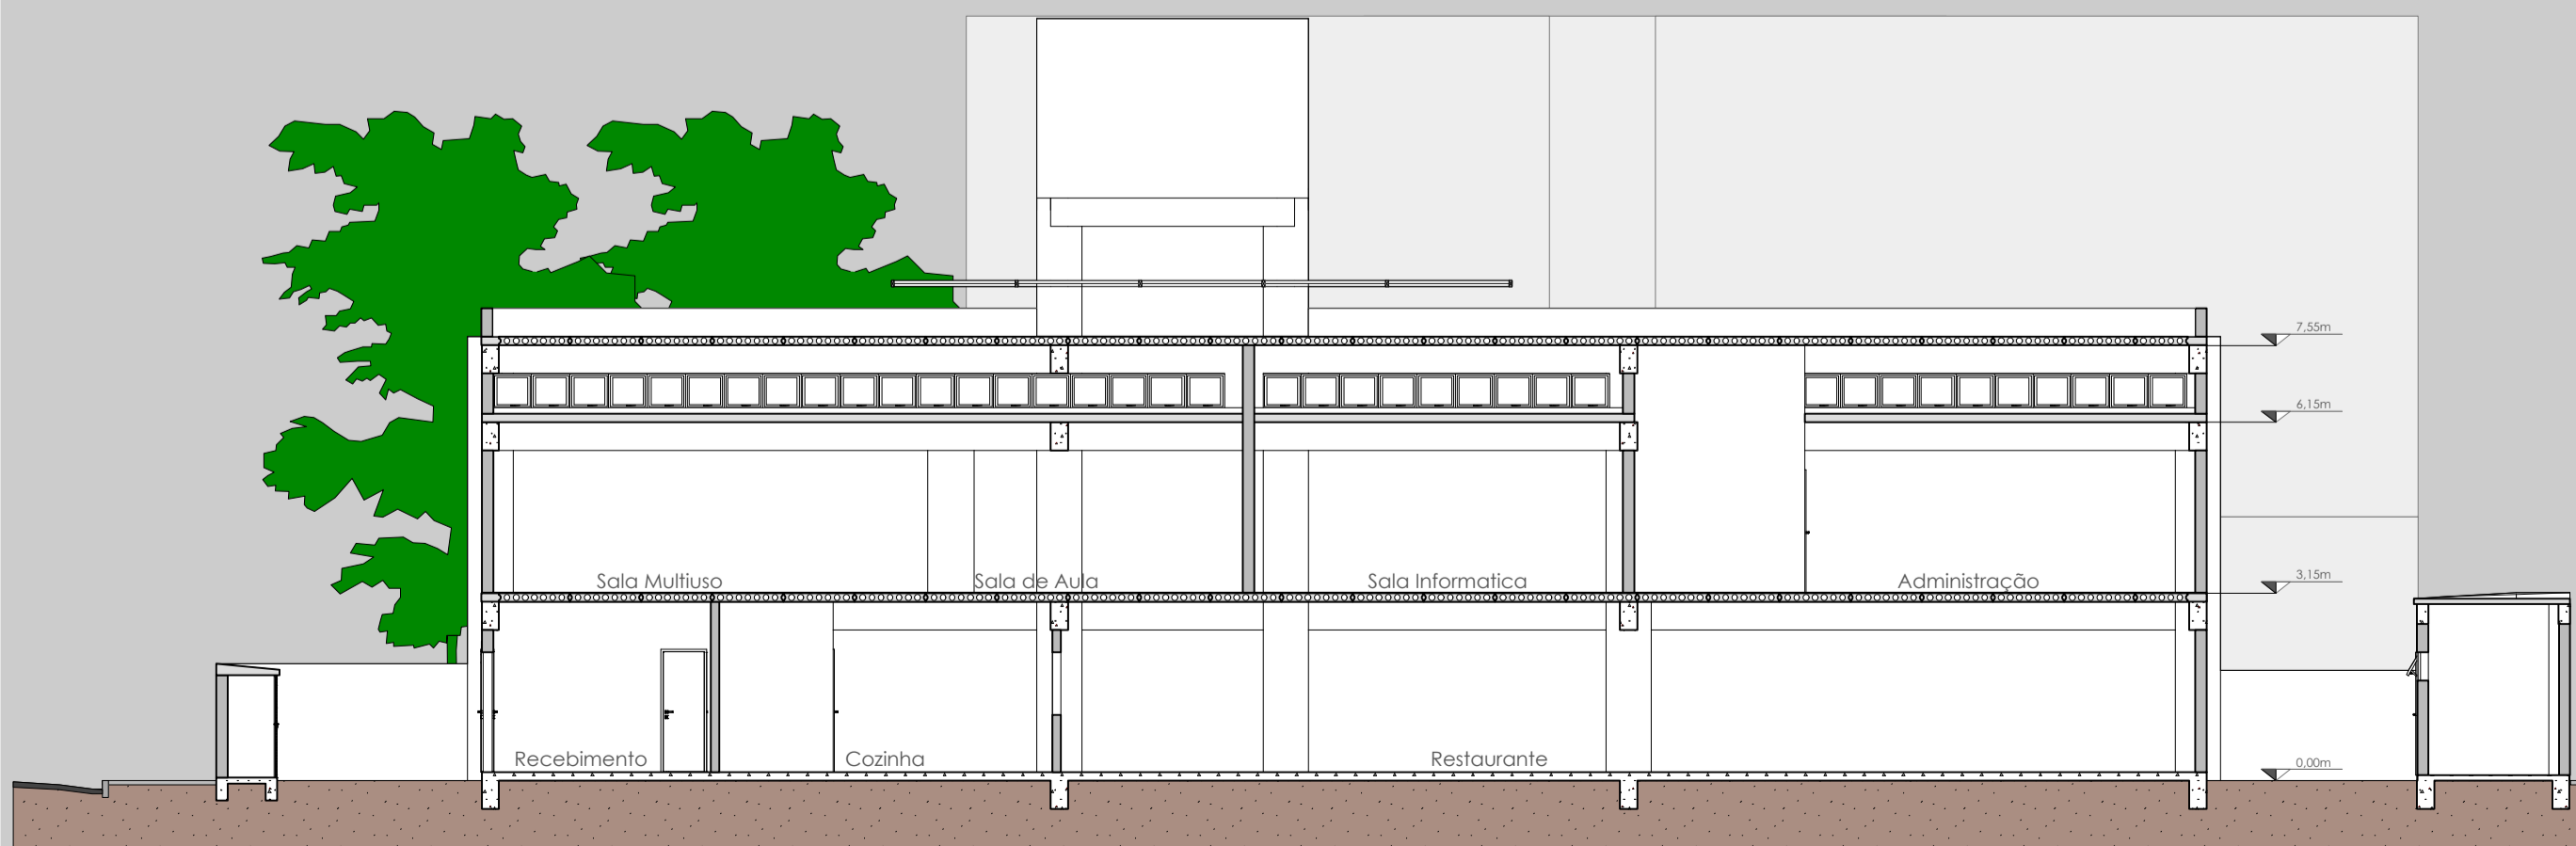 7,55m
6,15m
Sala Multiuso Sala de Aula Sala Informatica Administração
3,15m
Recebimento Cozinha Restaurante
0,00m